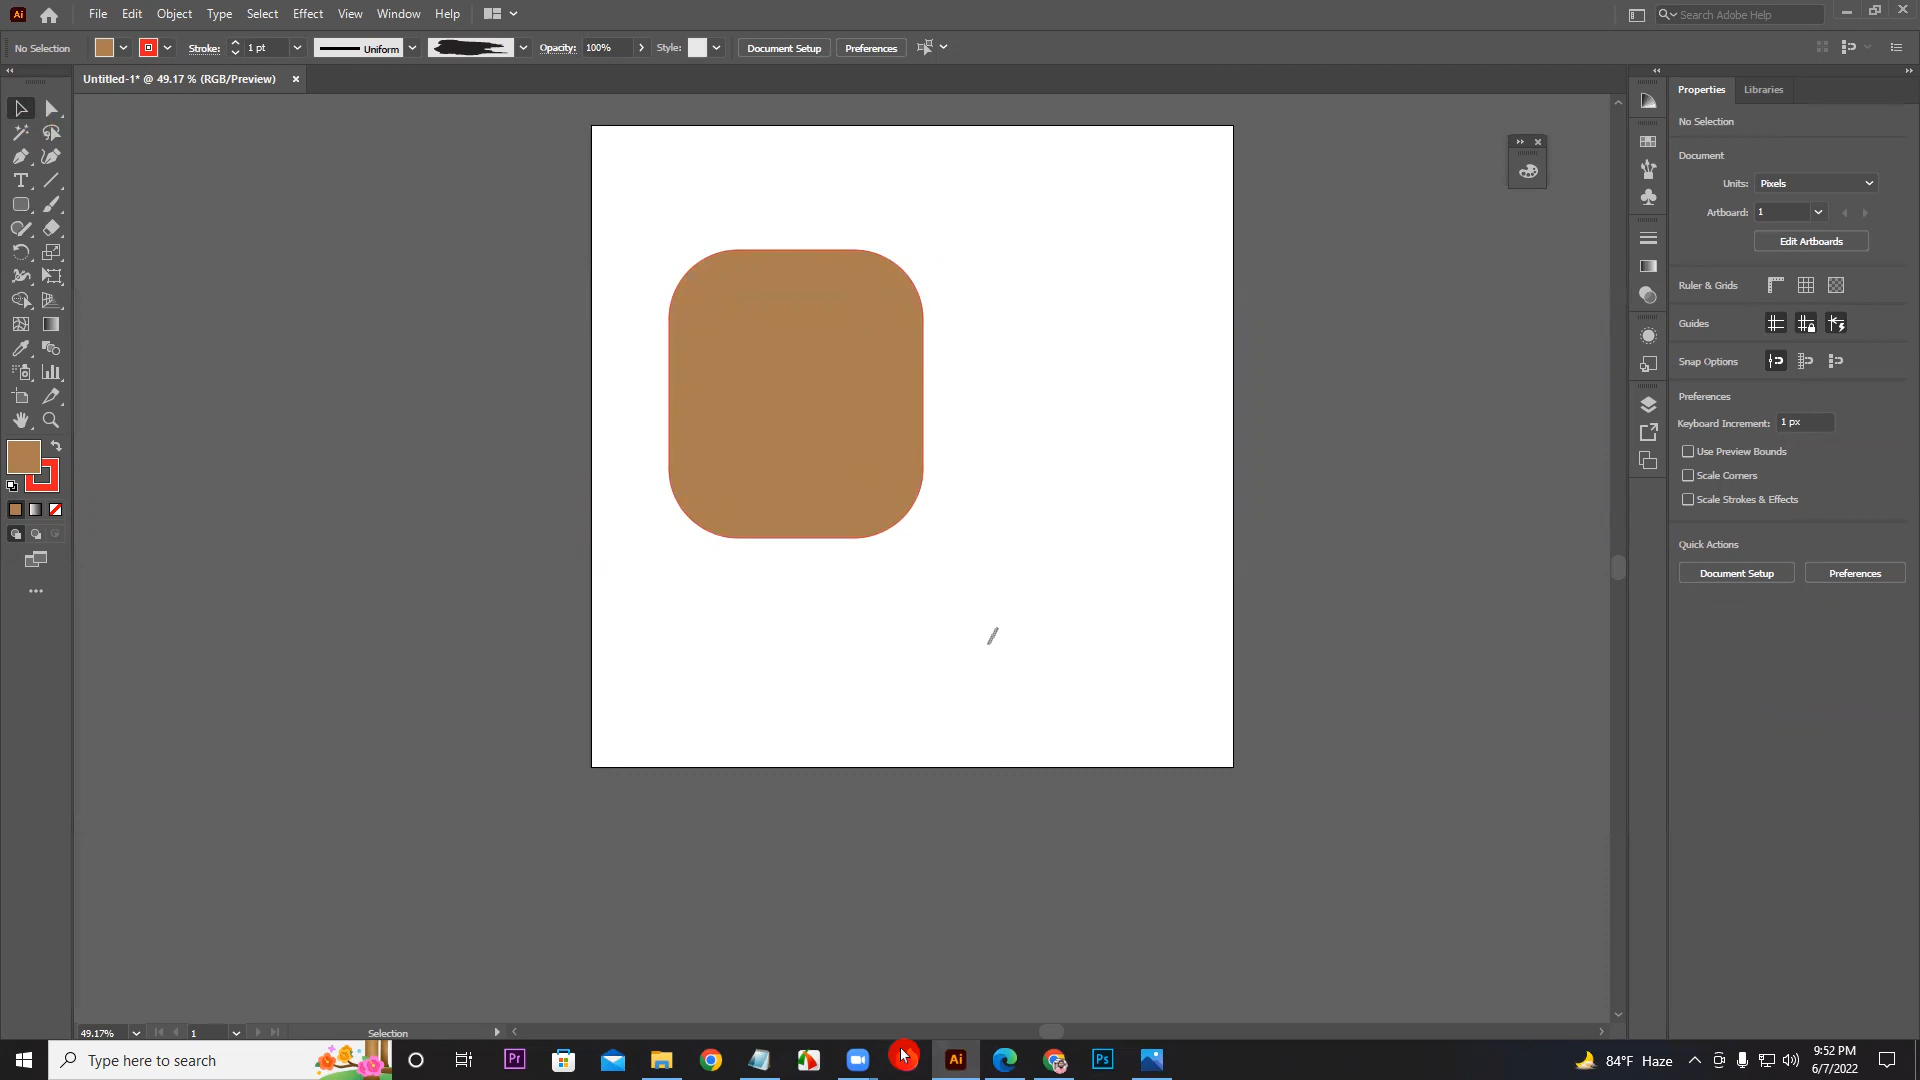 Ai File Edit Object Type Select Effect View Window Help Search Adobe Help
No Selection Stroke: 1 pt Uniform Opacity: 100% Style: Document Setup Preferences
Untitled-1* @ 49.17 % (RGB/Preview) ×
Properties Libraries
No Selection
Document
Units: Pixels
Artboard: 1
Edit Artboards
Ruler & Grids
Guides
Snap Options
Preferences
Keyboard Increment: 1 px
Use Preview Bounds
Scale Corners
Scale Strokes & Effects
Quick Actions
Document Setup Preferences
49.17% 1 Selection
Type here to search Pr Ai Ps 84°F Haze 9:52 PM
6/7/2022